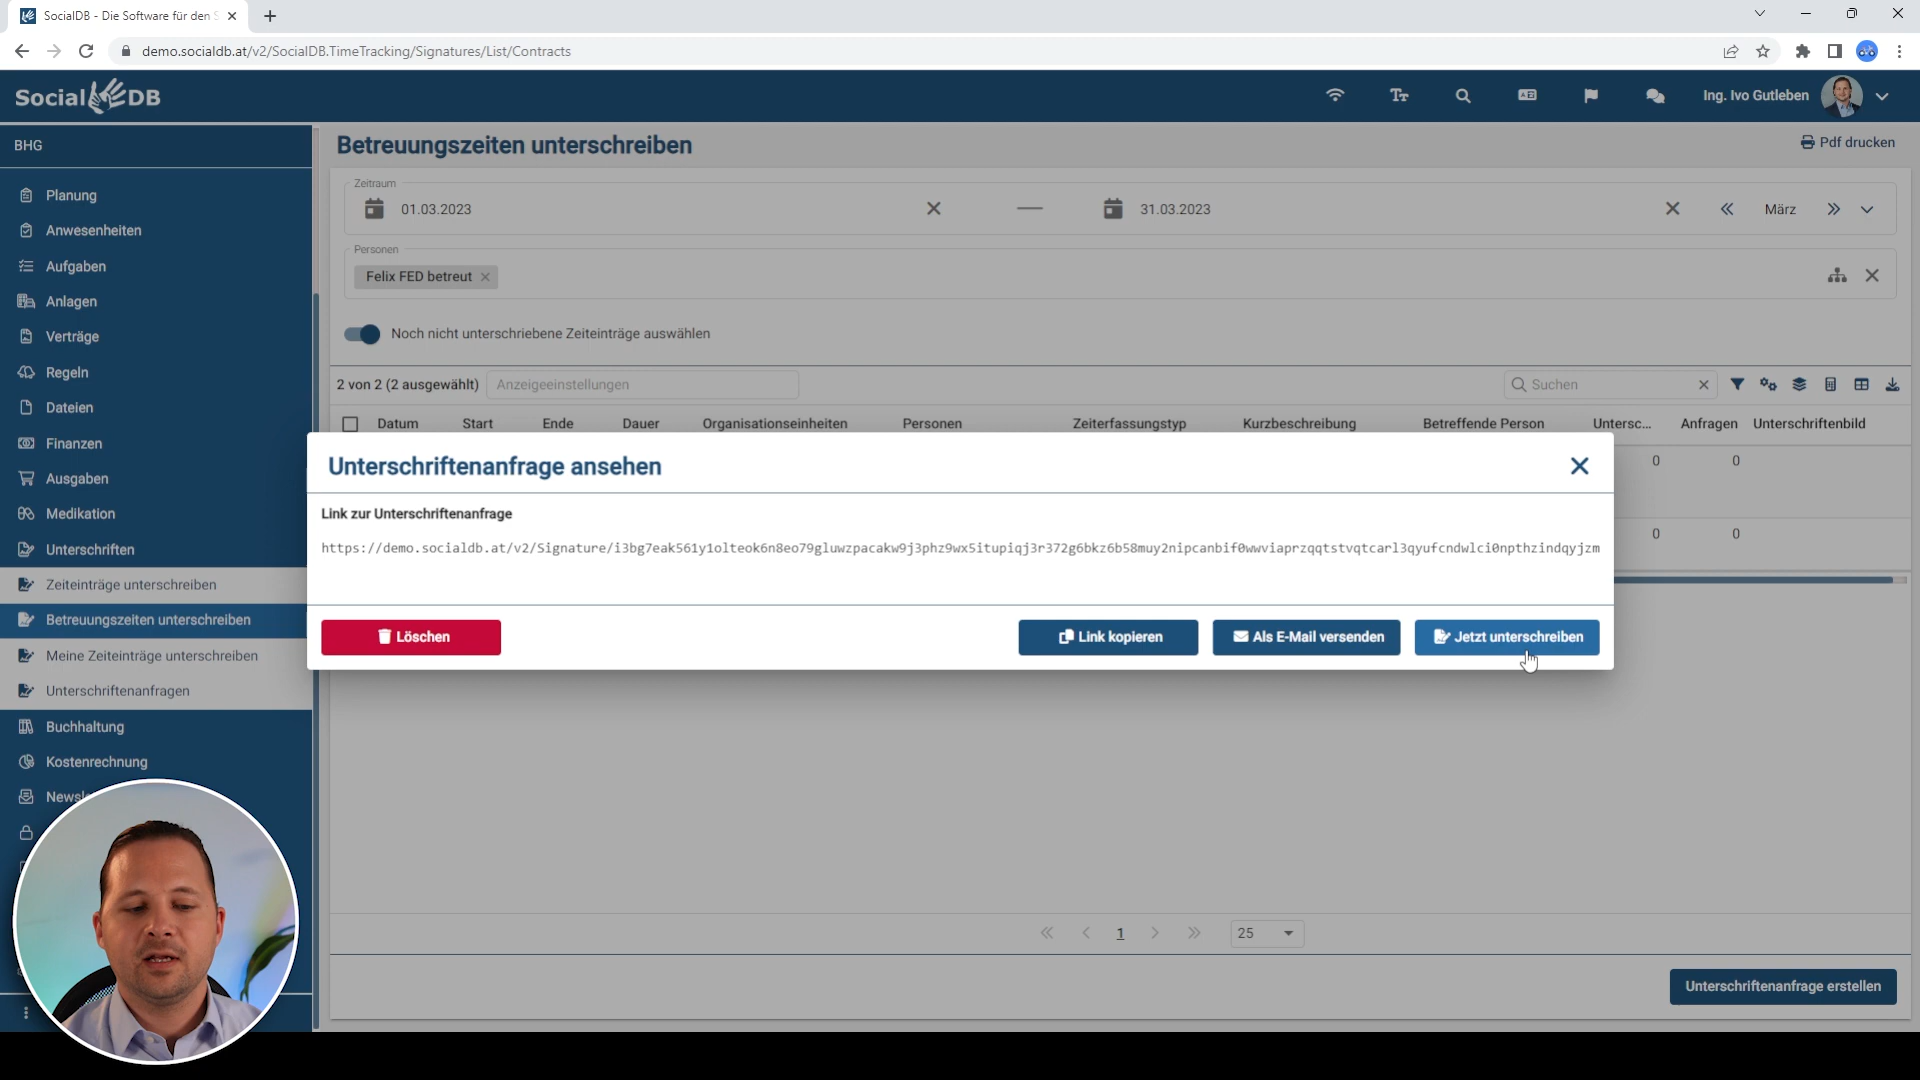 SocialDB - Die Software für den S
demo.socialdb.at/v2/SocialDB.TimeTracking/Signatures/List/Contracts
Social DB
Ing. Ivo Gutleben
BHG
Planung
Anwesenheiten
Aufgaben
Anlagen
Verträge
Regeln
Dateien
Finanzen
Ausgaben
Medikation
Unterschriften
Zeiteinträge unterschreiben
Betreuungszeiten unterschreiben
Meine Zeiteinträge unterschreiben
Unterschriftenanfragen
Buchhaltung
Kostenrechnung
Betreuungszeiten unterschreiben
Pdf drucken
Zeitraum
01.03.2023
31.03.2023
März
Personen
Felix FED betreut
Noch nicht unterschriebene Zeiteinträge auswählen
2 von 2 (2 ausgewählt)
Anzeigeeinstellungen
Suchen
Datum Start Ende Dauer Organisationseinheiten Personen Zeiterfassungstyp Kurzbeschreibung Betreffende Person Untersc... Anfragen Unterschriftenbild
0 0
0 0
Unterschriftenanfrage ansehen
Link zur Unterschriftenanfrage
https://demo.socialdb.at/v2/Signature/i3bg7eak561y1olteok6n8eo79gluwzpacakw9j3phz9wx5itupiqj3r372g6bkz6b58muy2nipcanbif0wwviaprzqqtstvqtcarl3qyufcndwlci0npthzindqyjzm
Löschen
Link kopieren
Als E-Mail versenden
Jetzt unterschreiben
1
25
Unterschriftenanfrage erstellen